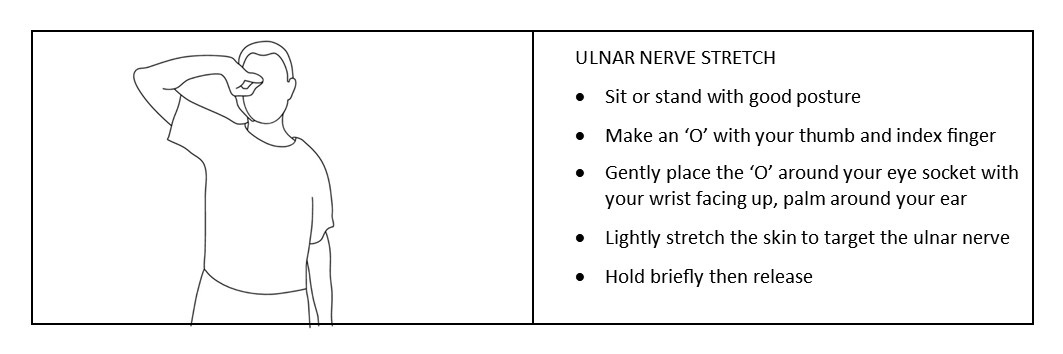 ULNAR NERVE STRETCH
• Sit or stand with good posture
• Make an ‘O’ with your thumb and index finger
• Gently place the ‘O’ around your eye socket with
your wrist facing up, palm around your ear
• Lightly stretch the skin to target the ulnar nerve
• Hold briefly then release